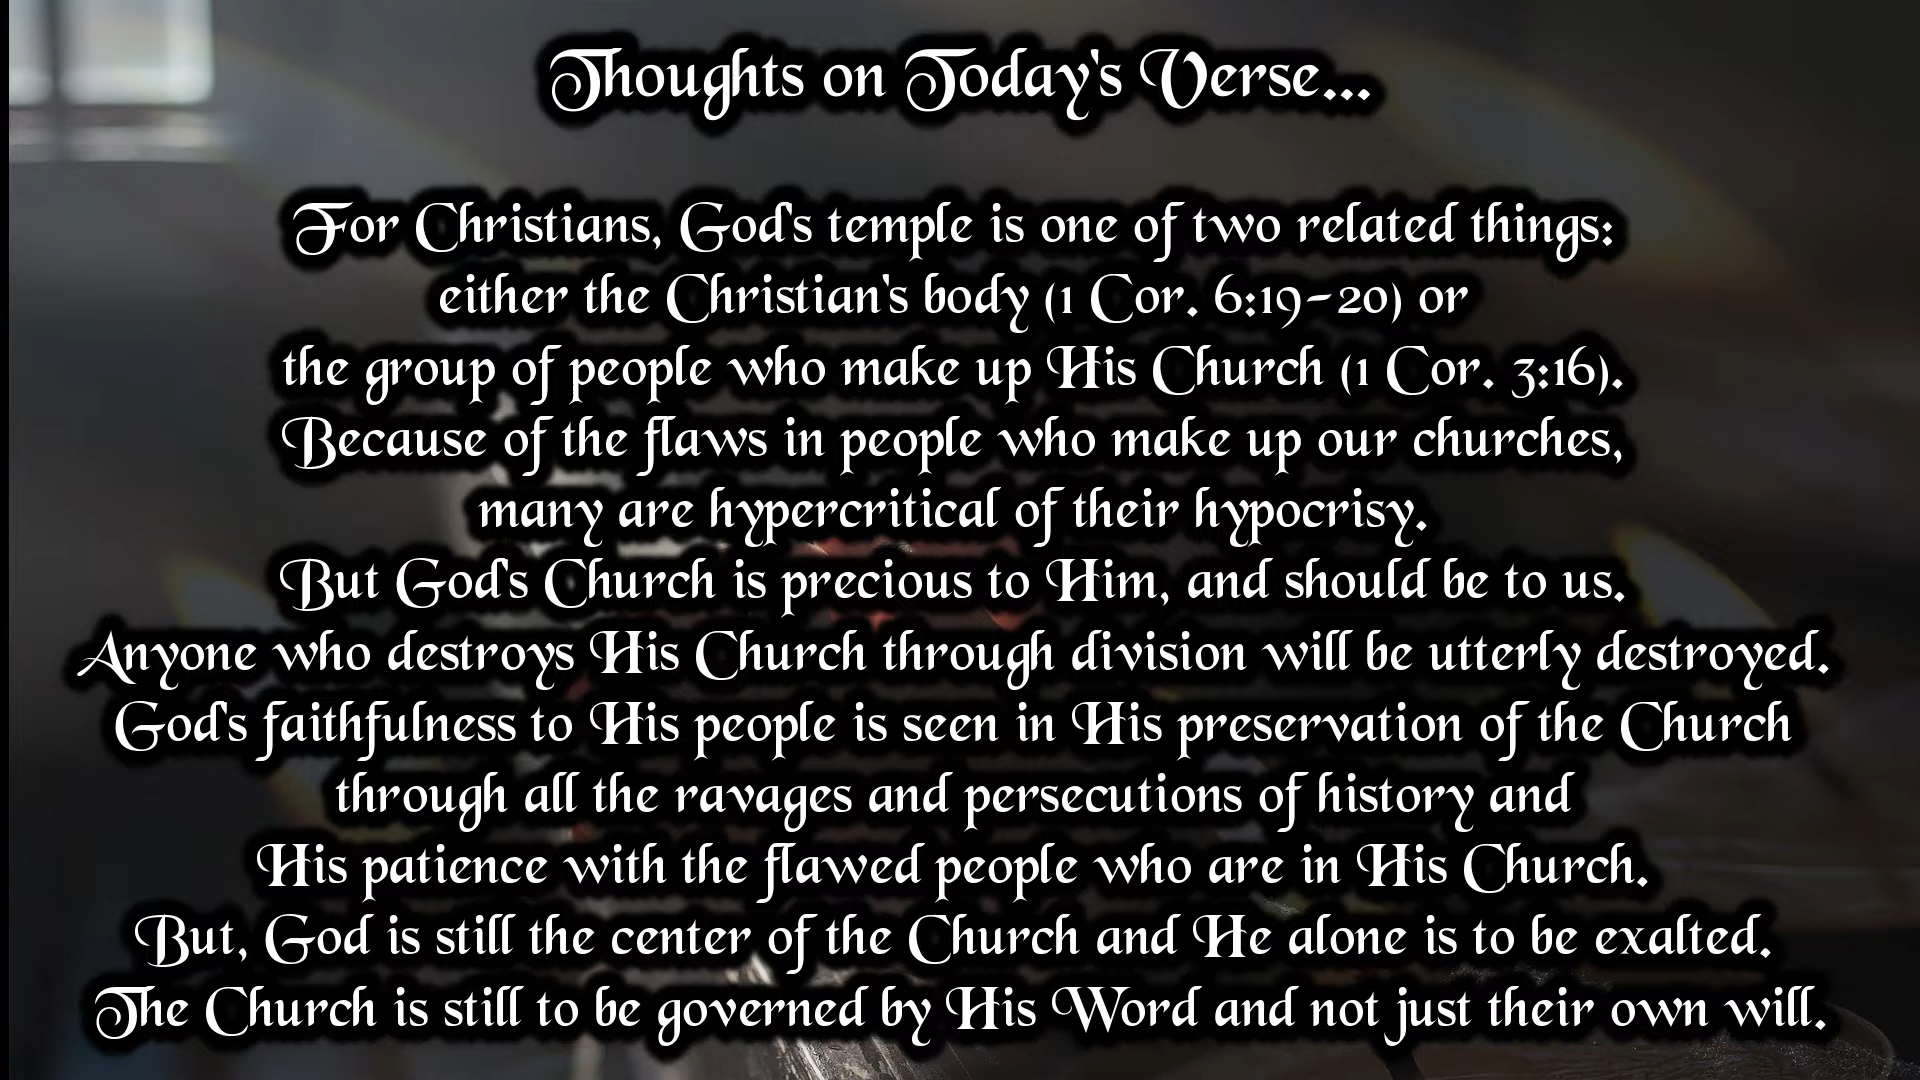 Thoughts on Today's Verse...
For Christians, God's temple is one of two related things:
either the Christian's body (1 Cor. 6:19-20) or
the group of people who make up His Church (1 Cor. 3:16).
Because of the flaws in people who make up our churches,
many are hypercritical of their hypocrisy.
But God's Church is precious to Him, and should be to us.
Anyone who destroys His Church through division will be utterly destroyed.
God's faithfulness to His people is seen in His preservation of the Church
through all the ravages and persecutions of history and
His patience with the flawed people who are in His Church.
But, God is still the center of the Church and He alone is to be exalted.
The Church is still to be governed by His Word and not just their own will.